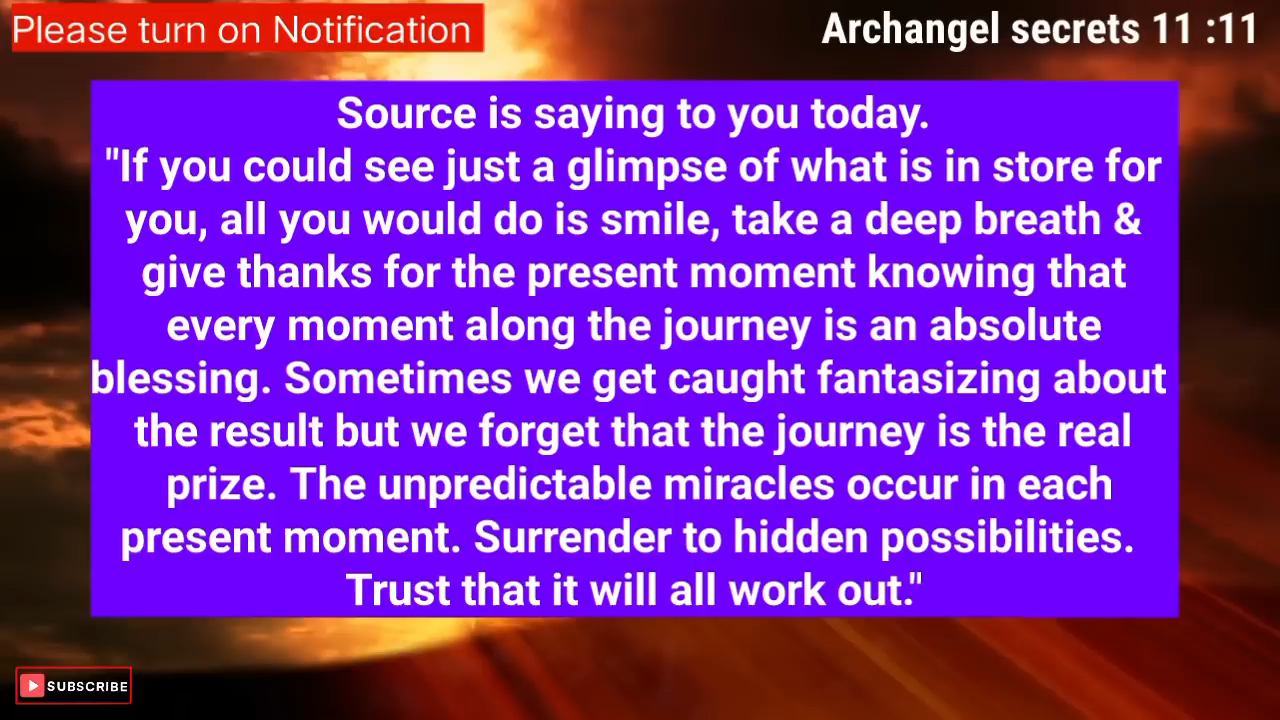 Please turn on Notification
Archangel secrets 11 :11
Source is saying to you today.
"If you could see just a glimpse of what is in store for
you, all you would do is smile, take a deep breath &
give thanks for the present moment knowing that
every moment along the journey is an absolute
blessing. Sometimes we get caught fantasizing about
the result but we forget that the journey is the real
prize. The unpredictable miracles occur in each
present moment. Surrender to hidden possibilities.
Trust that it will all work out."
SUBSCRIBE